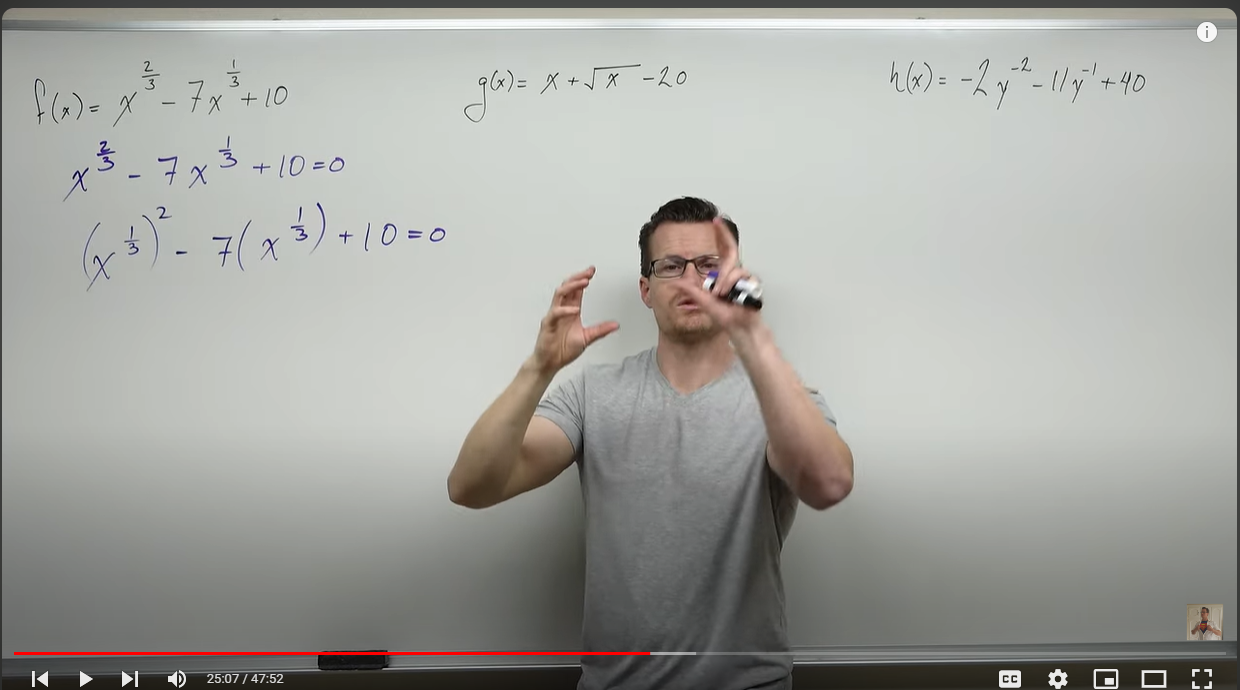 f(x) = x^{2/3} - 7x^{1/3} + 10
g(x) = x + √x - 20
h(x) = -2y^{-2} - 11y^{-1} + 40
x^{2/3} - 7x^{1/3} + 10 = 0
(x^{1/3})^2 - 7(x^{1/3}) + 10 = 0
25:07 / 47:52
CC